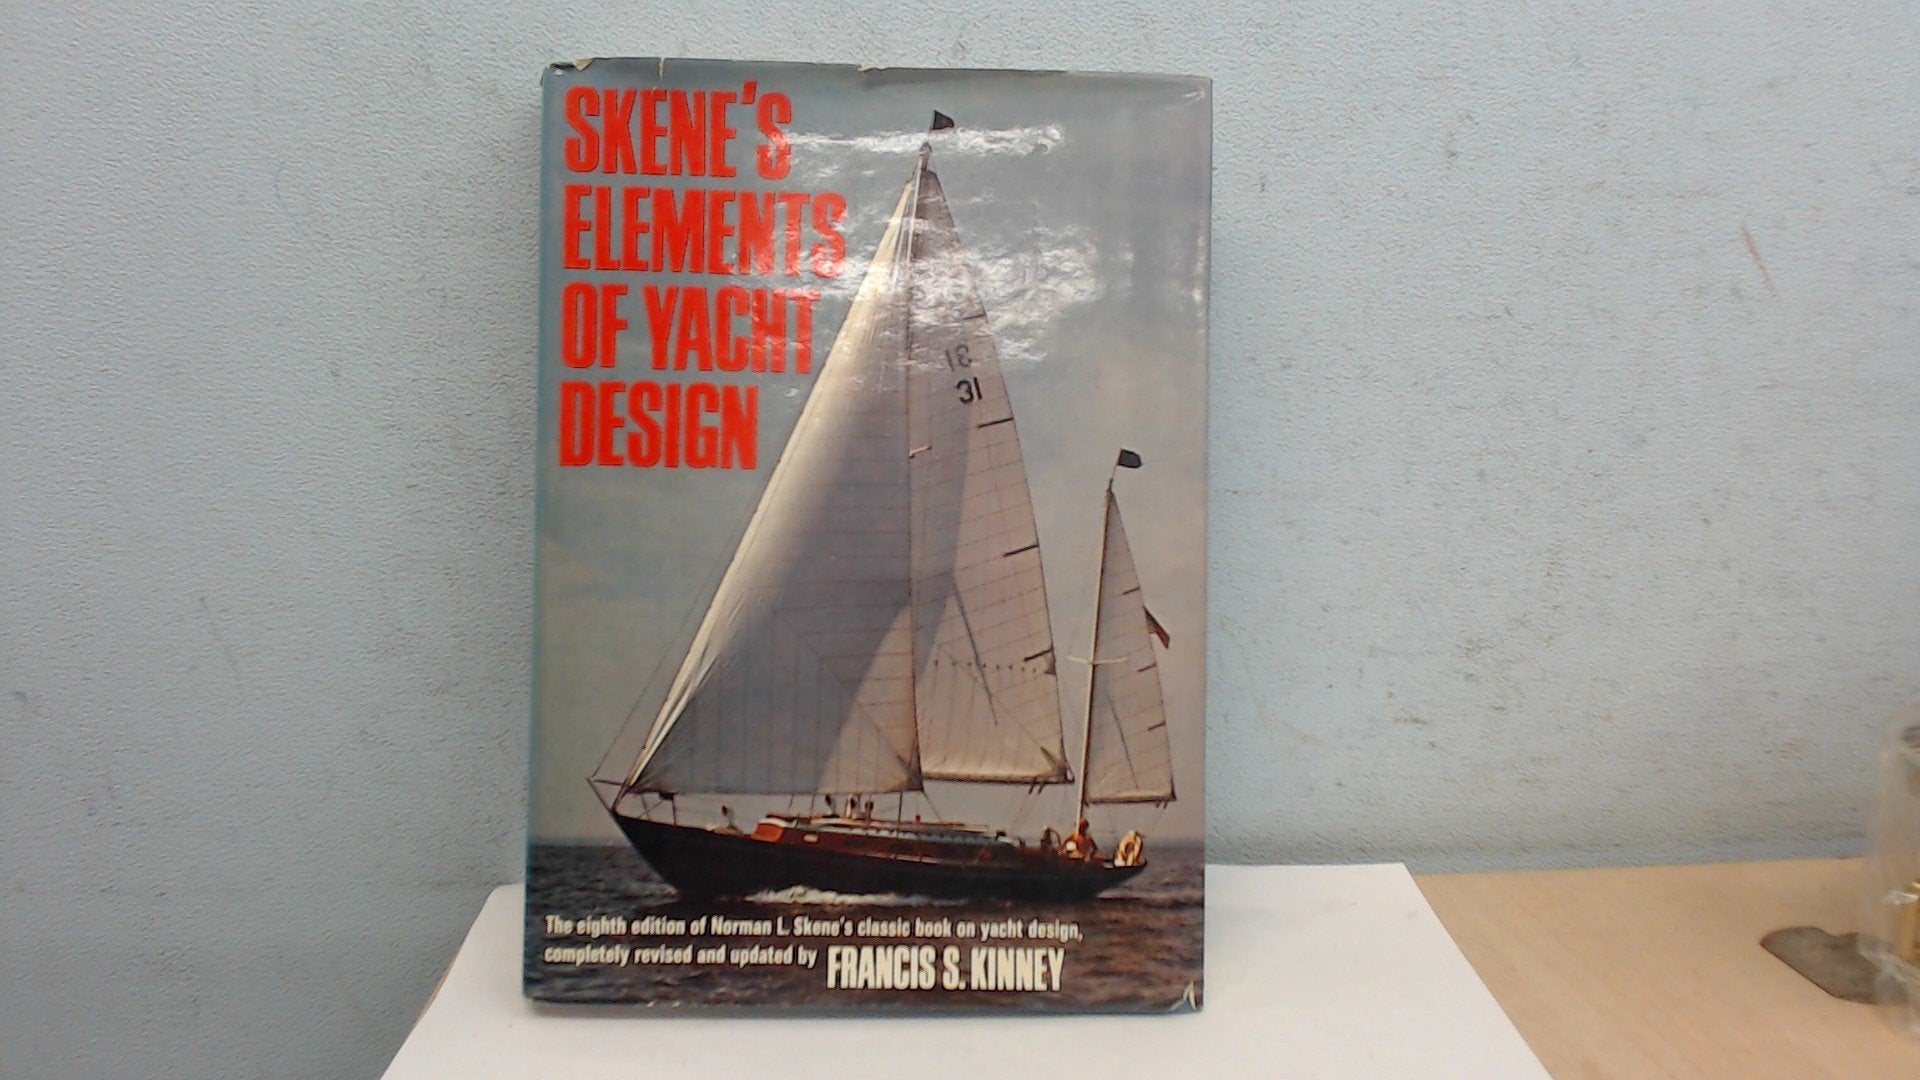 SKENE'S
ELEMENTS
OF YACHT
DESIGN
31
31
The eighth edition of Norman L. Skene's classic book on yacht design,
completely revised and updated by FRANCIS S. KINNEY